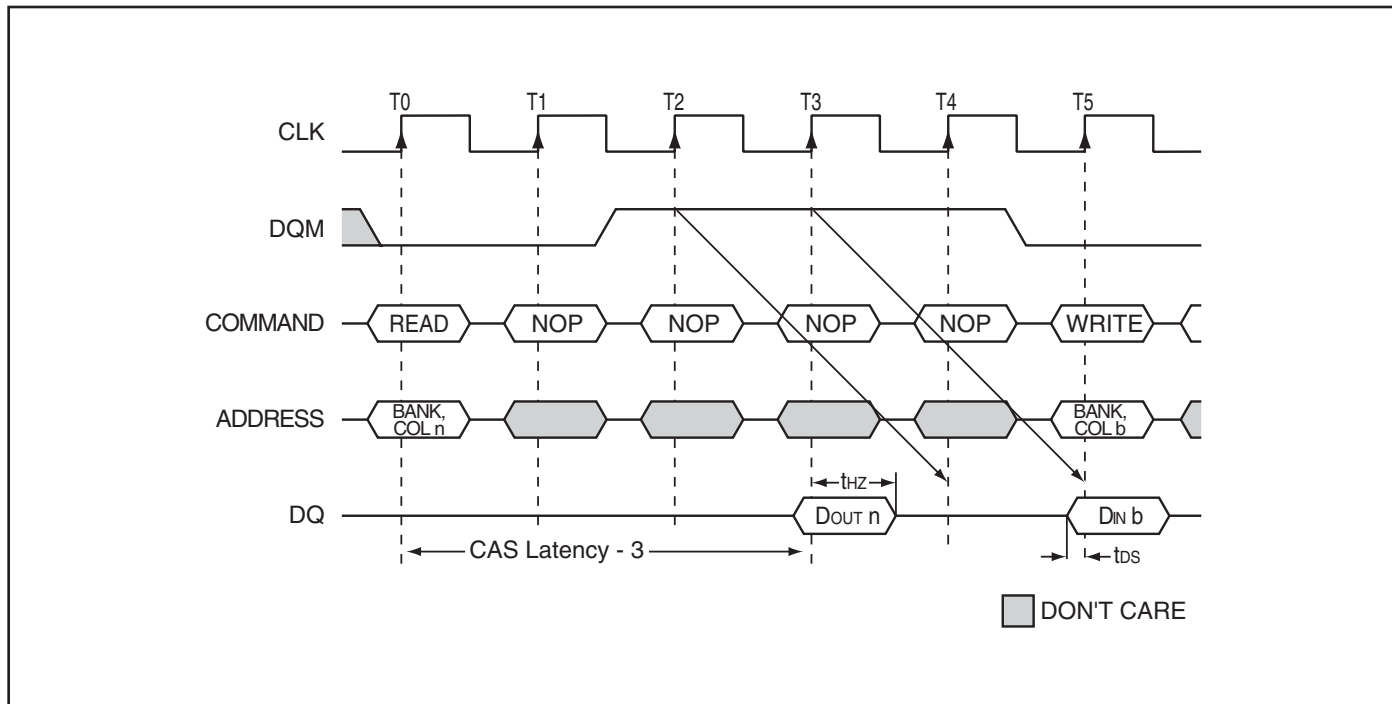 T0 T1 T2 T3 T4 T5
CLK
DQM
COMMAND READ NOP NOP NOP NOP WRITE
ADDRESS BANK, COL n BANK, COL b
tHZ
DQ DOUT n DIN b
CAS Latency - 3 tDS
DON'T CARE